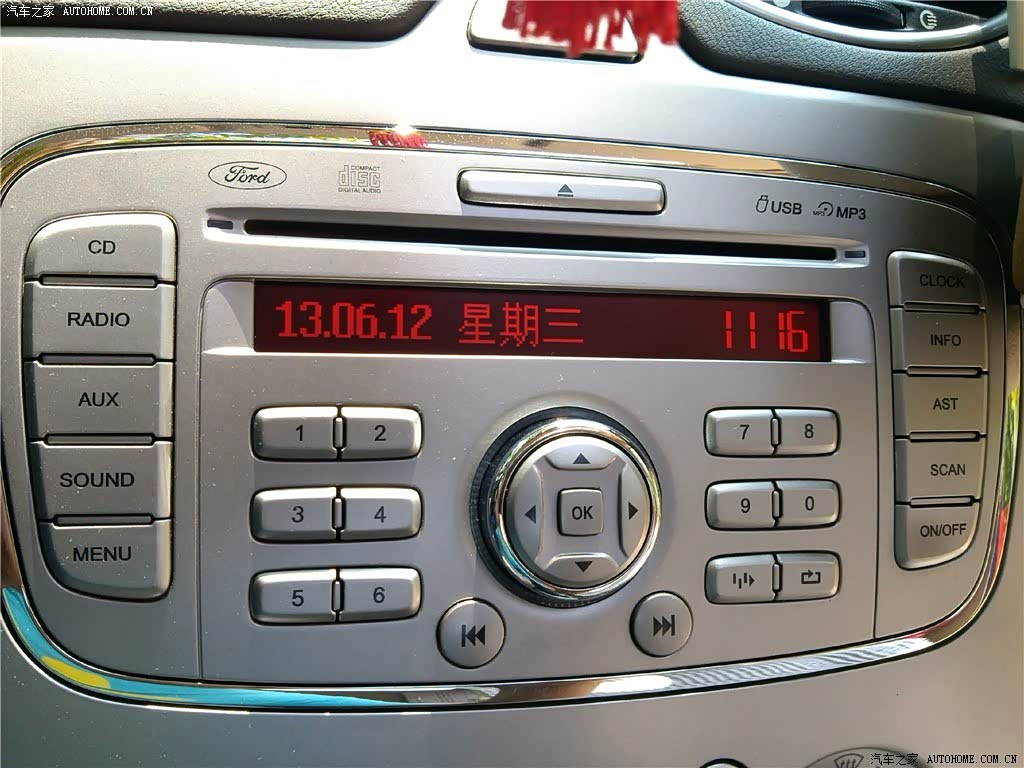 汽车之家 AUTOHOME.COM.CN
Ford
COMPACT
disc
DIGITAL AUDIO
USB
MP3 MP3
CD
RADIO
AUX
SOUND
MENU
13.06.12 星期三 11 16
CLOCK
INFO
AST
SCAN
ON/OFF
1 2
3 4
5 6
OK
7 8
9 0
汽车之家 AUTOHOME.COM.CN